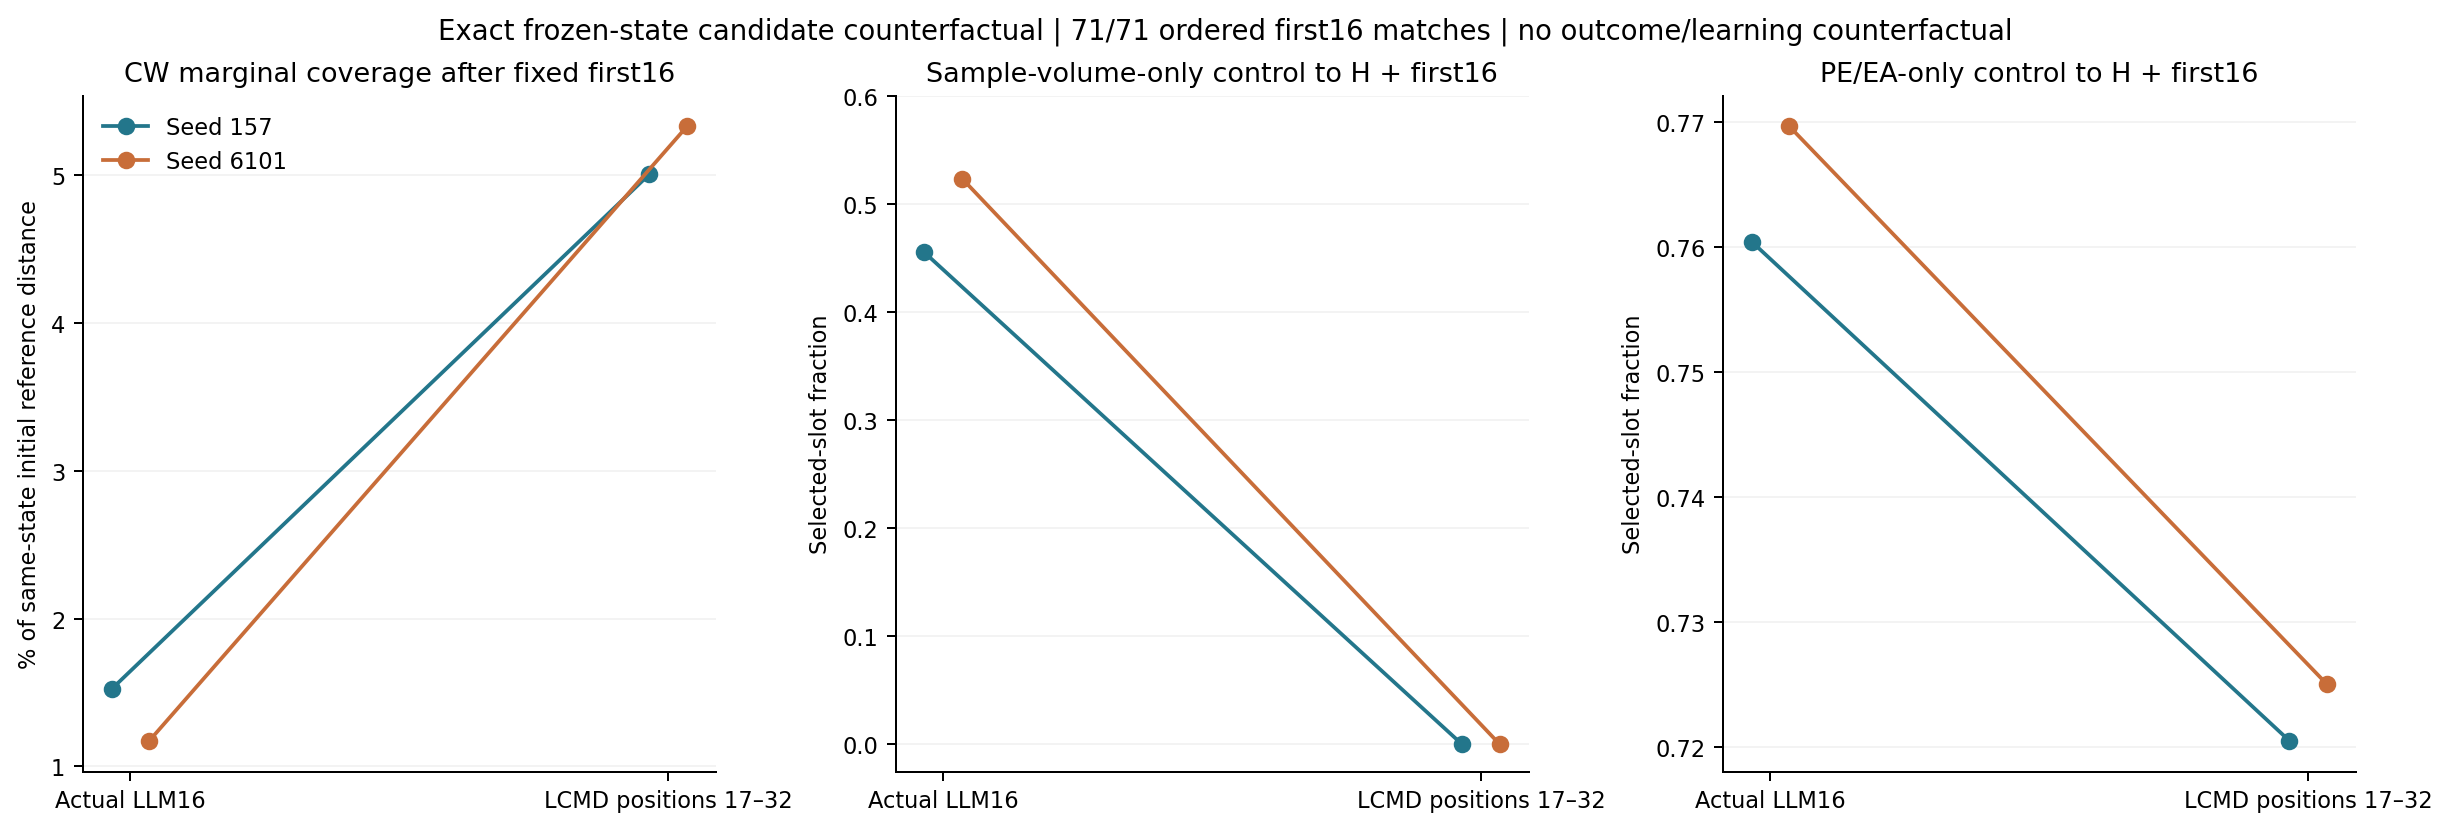 Exact frozen-state candidate counterfactual | 71/71 ordered first16 matches | no outcome/learning counterfactual
CW marginal coverage after fixed first16
% of same-state initial reference distance
Seed 157
Seed 6101
5
4
3
2
1
Actual LLM16
LCMD positions 17–32
Sample-volume-only control to H + first16
Selected-slot fraction
0.6
0.5
0.4
0.3
0.2
0.1
0.0
Actual LLM16
LCMD positions 17–32
PE/EA-only control to H + first16
Selected-slot fraction
0.77
0.76
0.75
0.74
0.73
0.72
Actual LLM16
LCMD positions 17–32